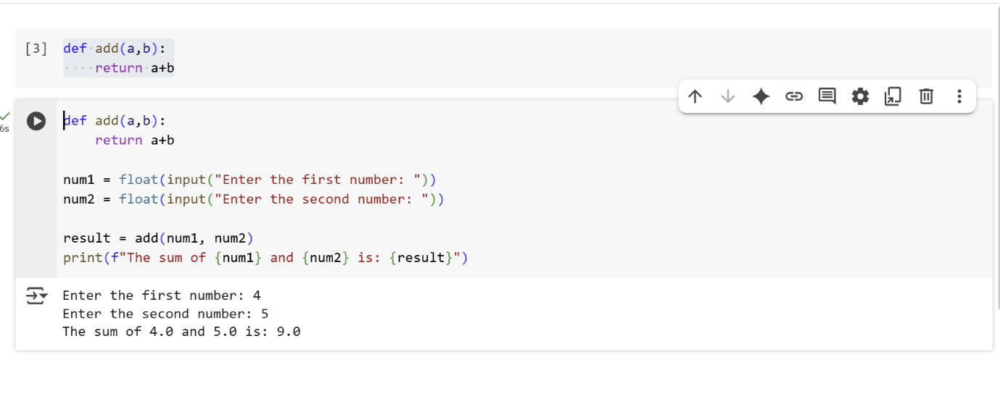 [3] def add(a,b):
    return a+b
def add(a,b):
6s
    return a+b
num1 = float(input("Enter the first number: "))
num2 = float(input("Enter the second number: "))
result = add(num1, num2)
print(f"The sum of {num1} and {num2} is: {result}")
Enter the first number: 4
Enter the second number: 5
The sum of 4.0 and 5.0 is: 9.0